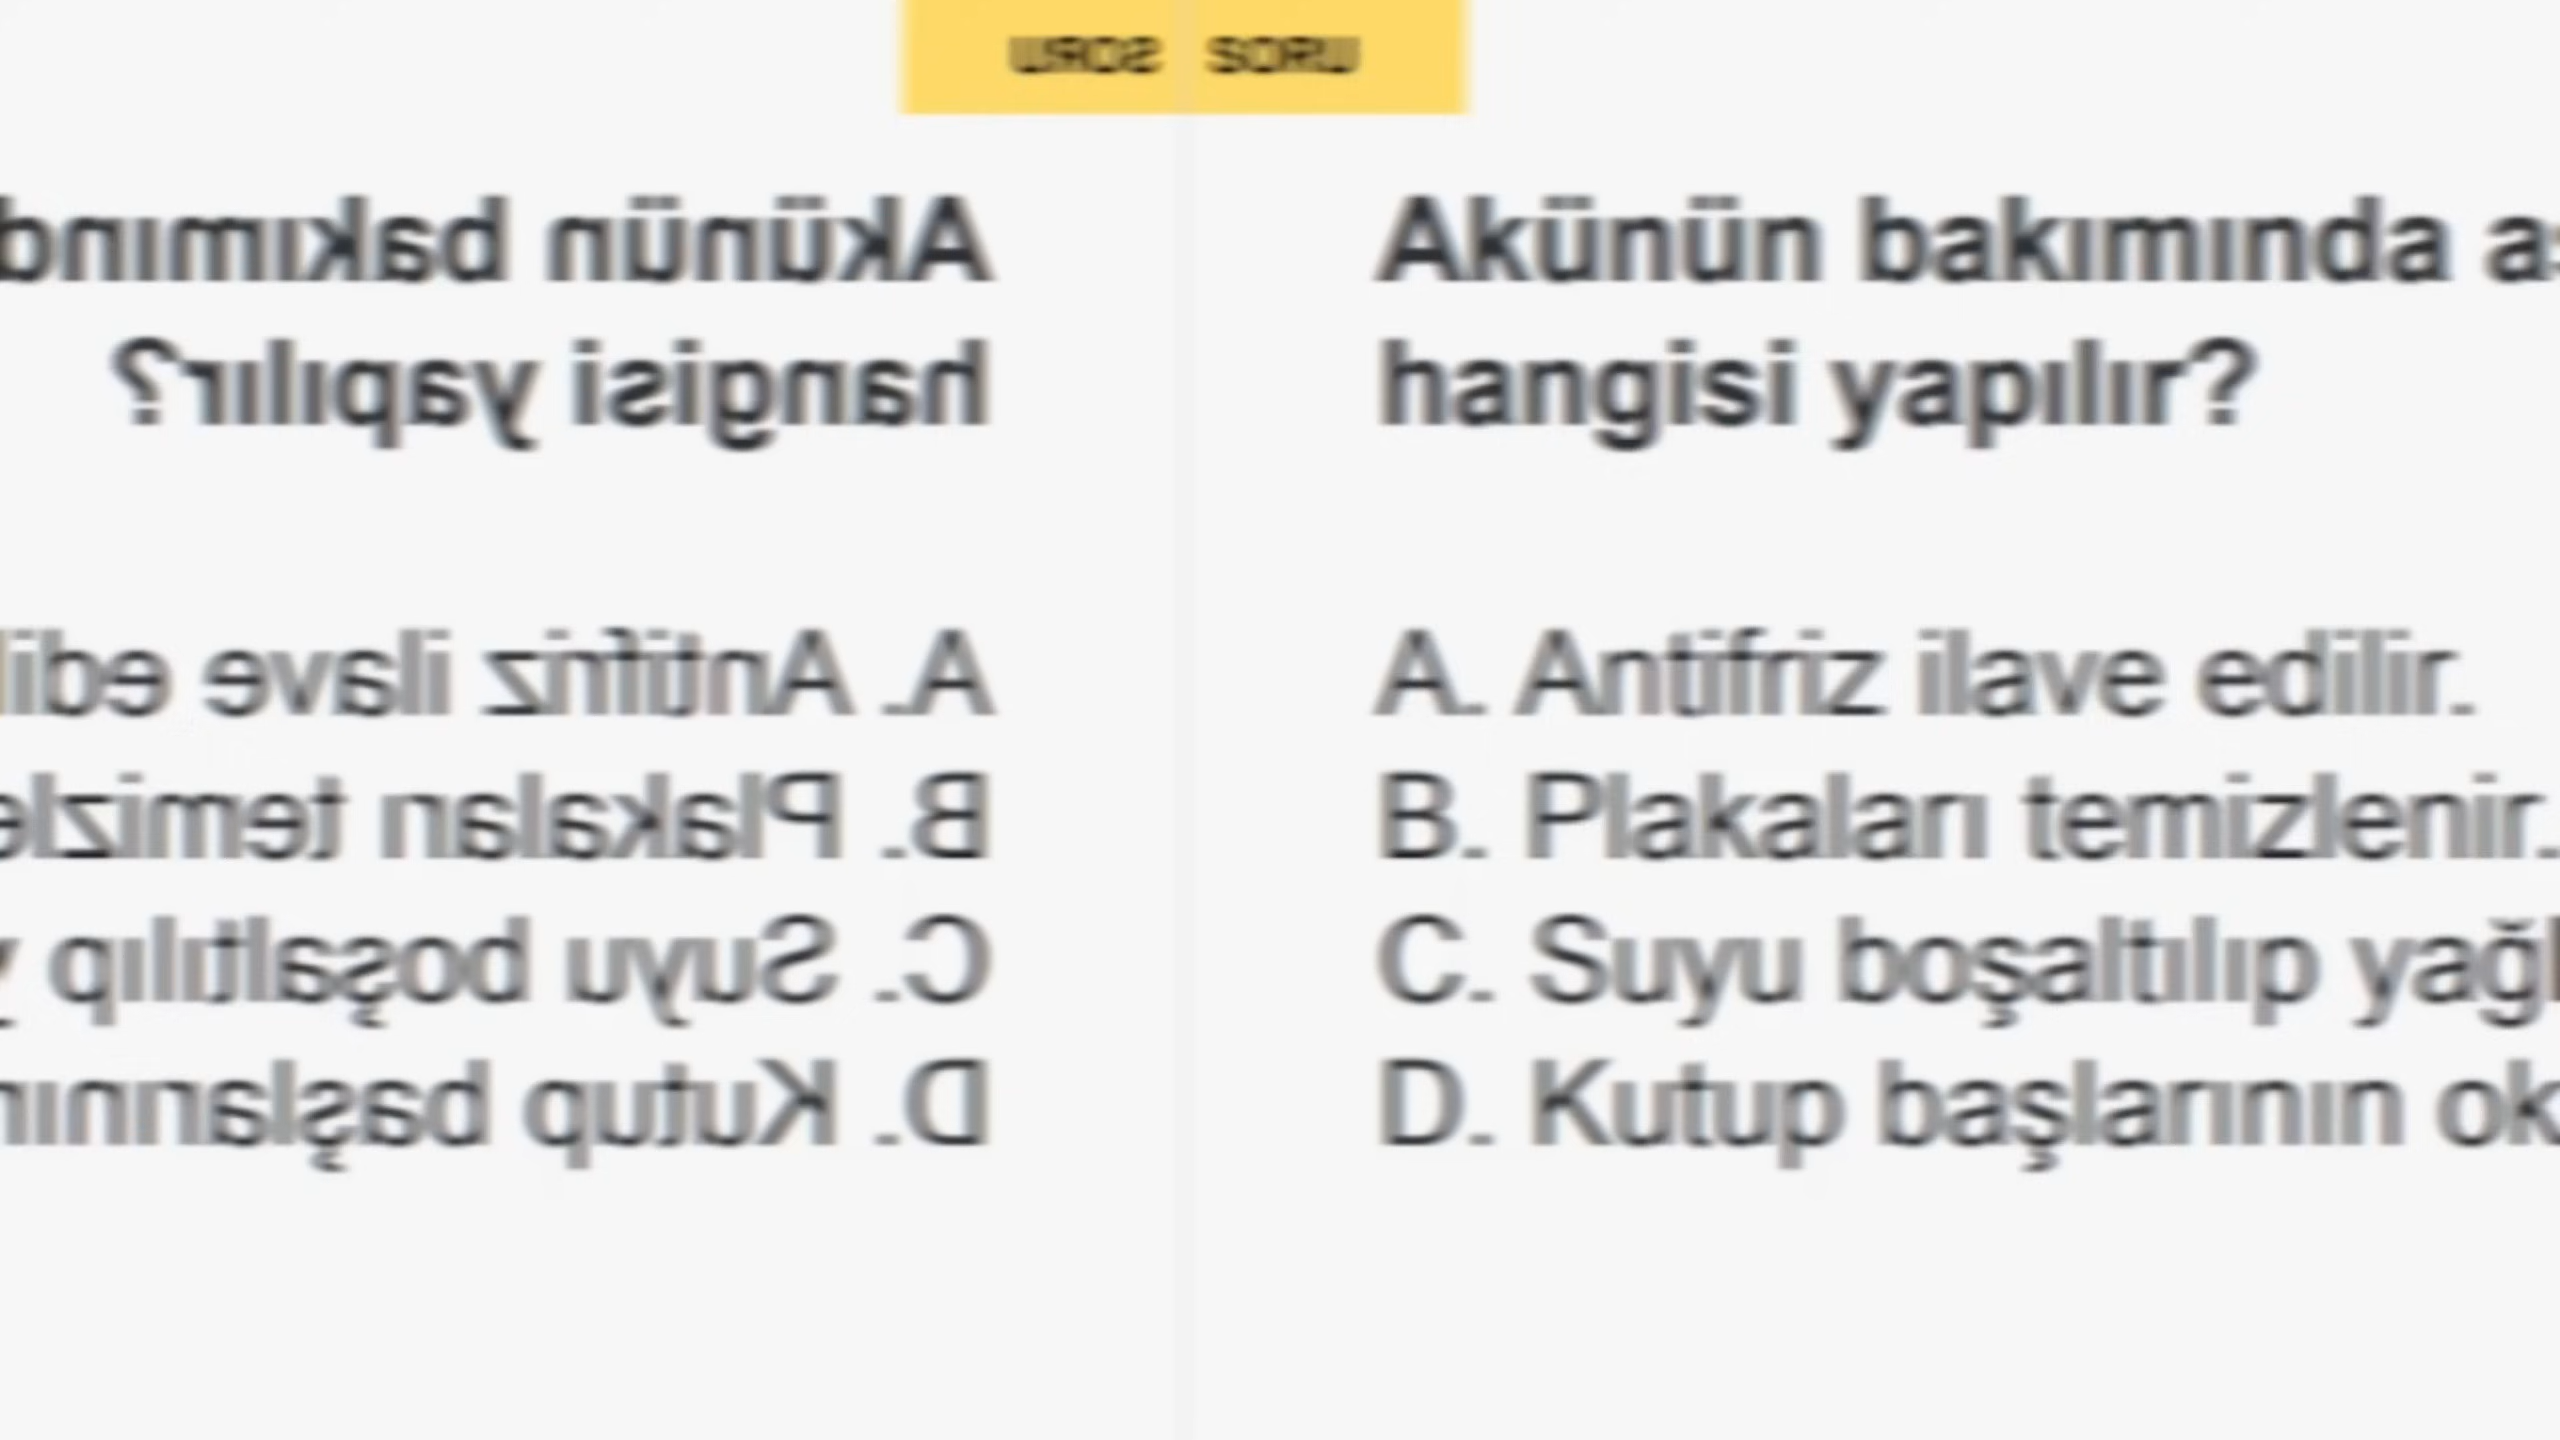 SORU
Akünün bakımında
hangisi yapılır?
A. Antifriz ilave edilir.
B. Plakaları temizlenir.
C. Suyu boşaltılıp
D. Kutup başlarının